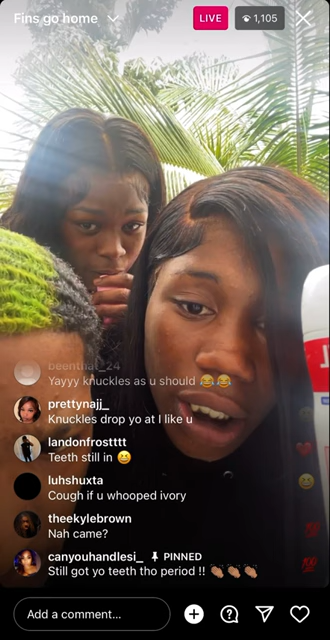 Fins go home
LIVE
1,105
beenthat_24
Yayyy knuckles as u should 😂😂
prettynajj_
Knuckles drop yo at I like u
landonfrostttt
Teeth still in 😆
luhshuxta
Cough if u whooped ivory
theekylebrown
Nah came?
canyouhandlesi_ PINNED
Still got yo teeth tho period !! 👏🏽👏🏽👏🏽
Add a comment...